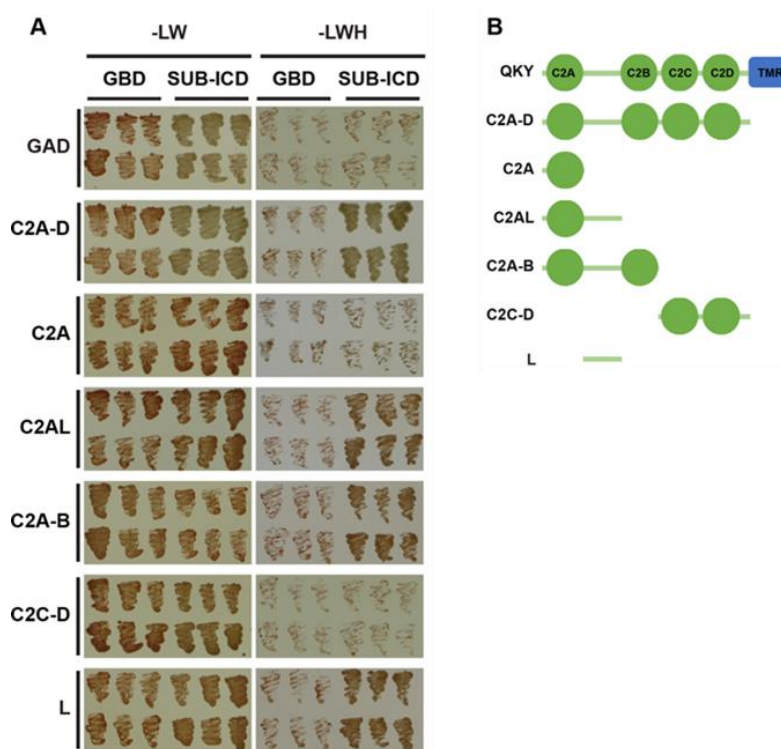 A
-LW -LWH
GBD SUB-ICD GBD SUB-ICD
GAD
C2A-D
C2A
C2AL
C2A-B
C2C-D
L
B
QKY C2A C2B C2C C2D TMR
C2A-D
C2A
C2AL
C2A-B
C2C-D
L